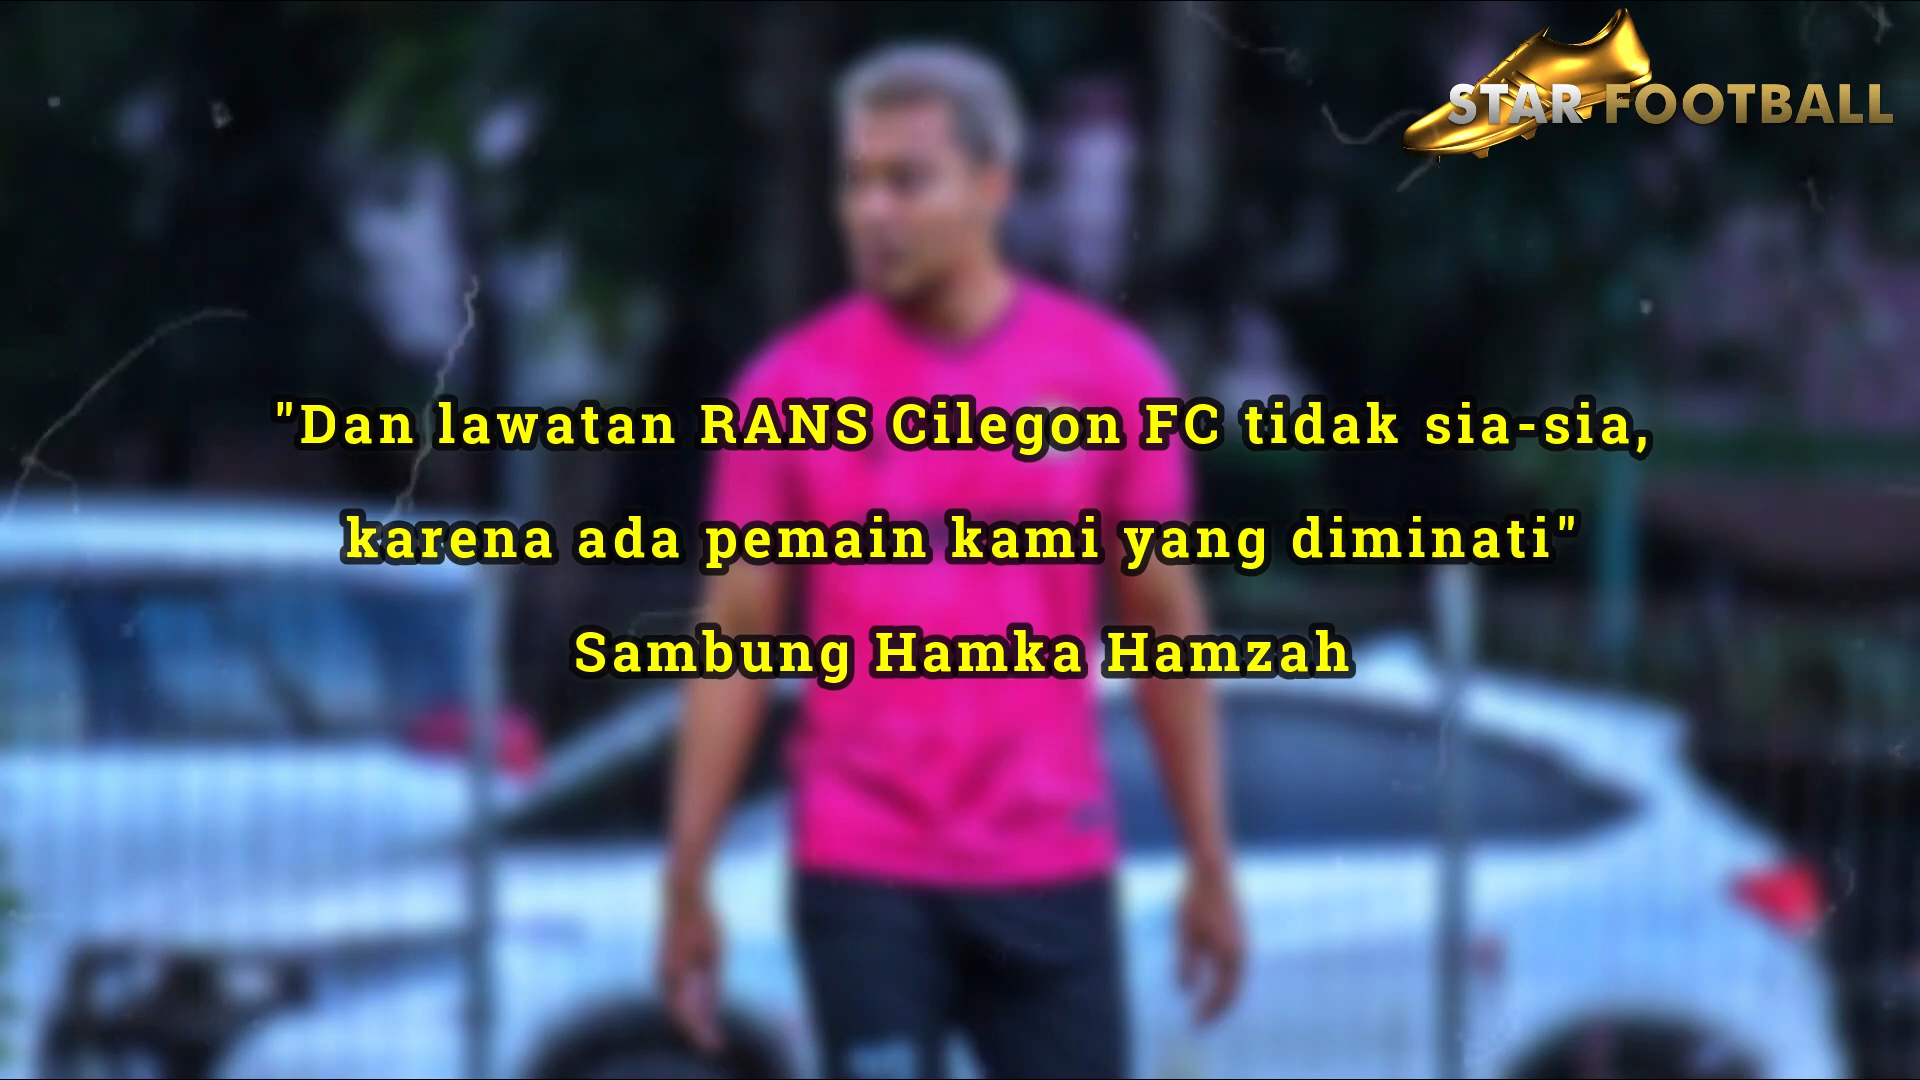 STAR FOOTBALL
"Dan lawatan RANS Cilegon FC tidak sia-sia,
karena ada pemain kami yang diminati"
Sambung Hamka Hamzah